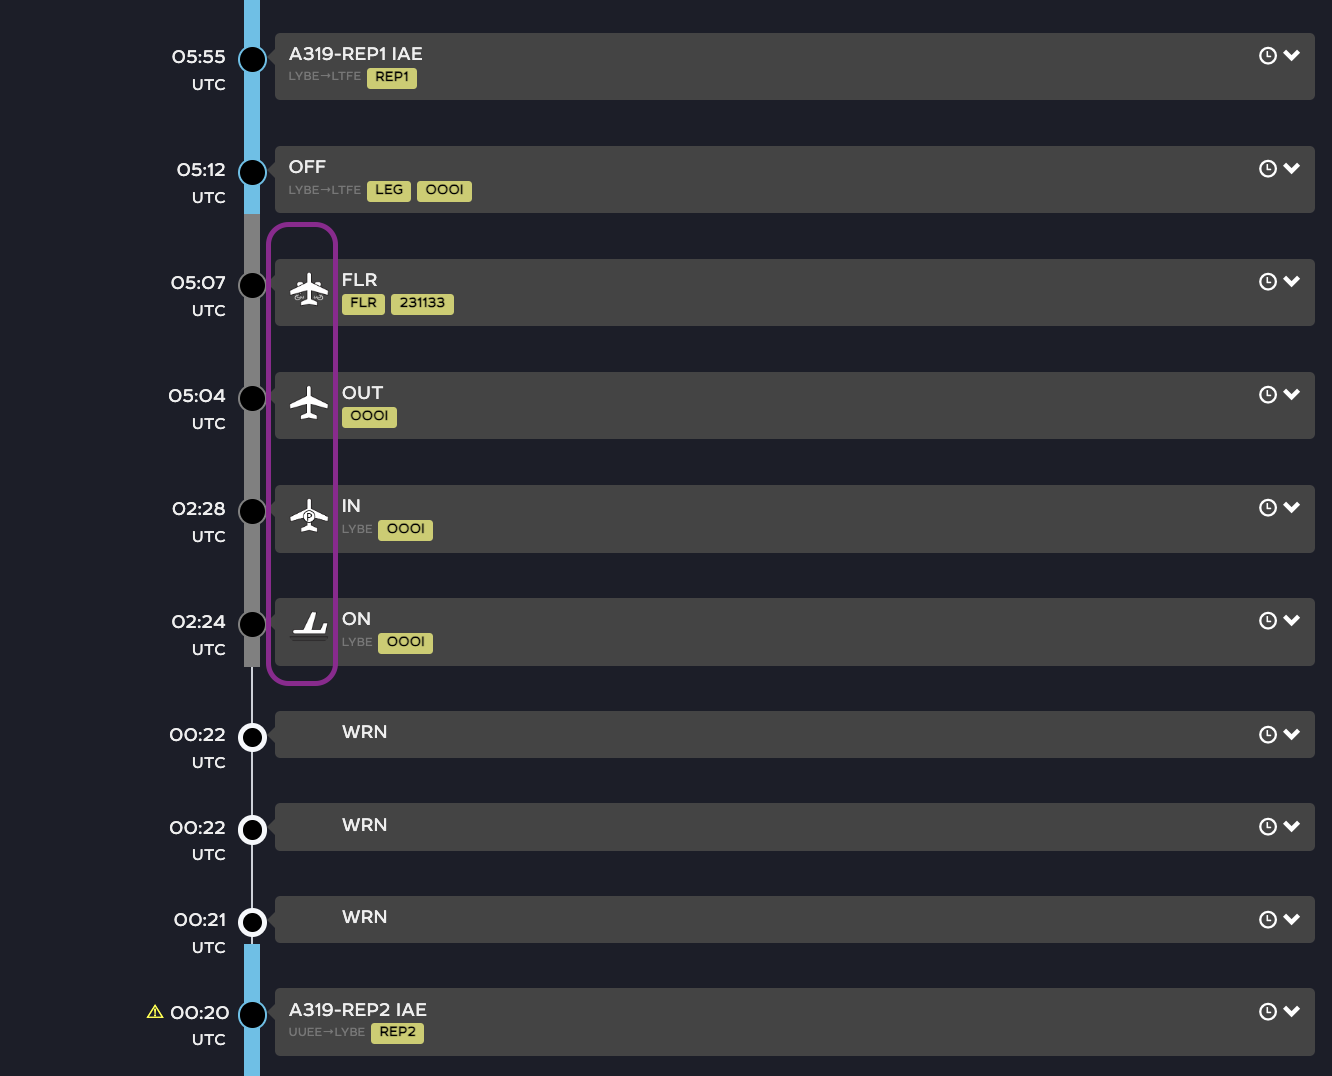 05:55
UTC
A319-REP1 IAE
LYBE→LTFE REP1
05:12
UTC
OFF
LYBE→LTFE LEG OOOI
05:07
UTC
FLR
FLR 231133
05:04
UTC
OUT
OOOI
02:28
UTC
P
IN
LYBE OOOI
02:24
UTC
ON
LYBE OOOI
00:22
UTC
WRN
00:22
UTC
WRN
00:21
UTC
WRN
00:20
UTC
A319-REP2 IAE
UUEE→LYBE REP2